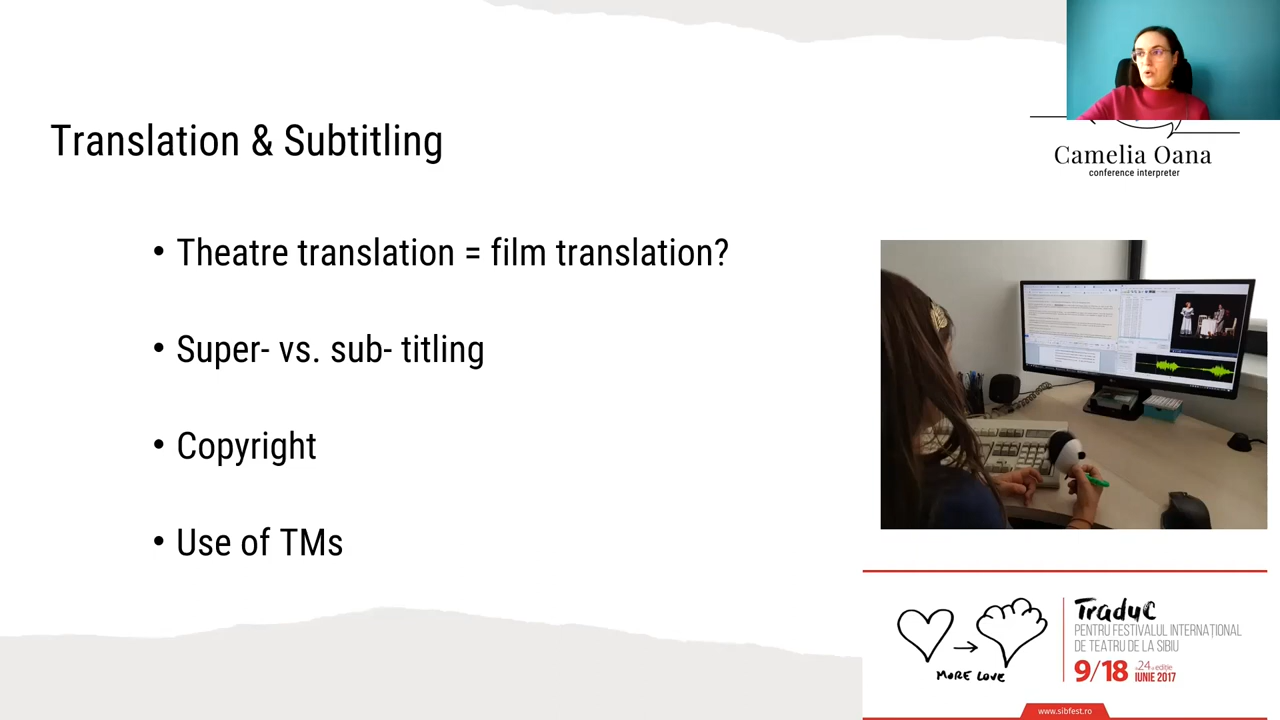 Translation & Subtitling
Camelia Oana
conference interpreter
• Theatre translation = film translation?
• Super- vs. sub- titling
• Copyright
• Use of TMs
MORE LOVE
Traduc
PENTRU FESTIVALUL INTERNAȚIONAL
DE TEATRU DE LA SIBIU
9/18 a 24-a ediție
IUNIE 2017
www.sibfest.ro